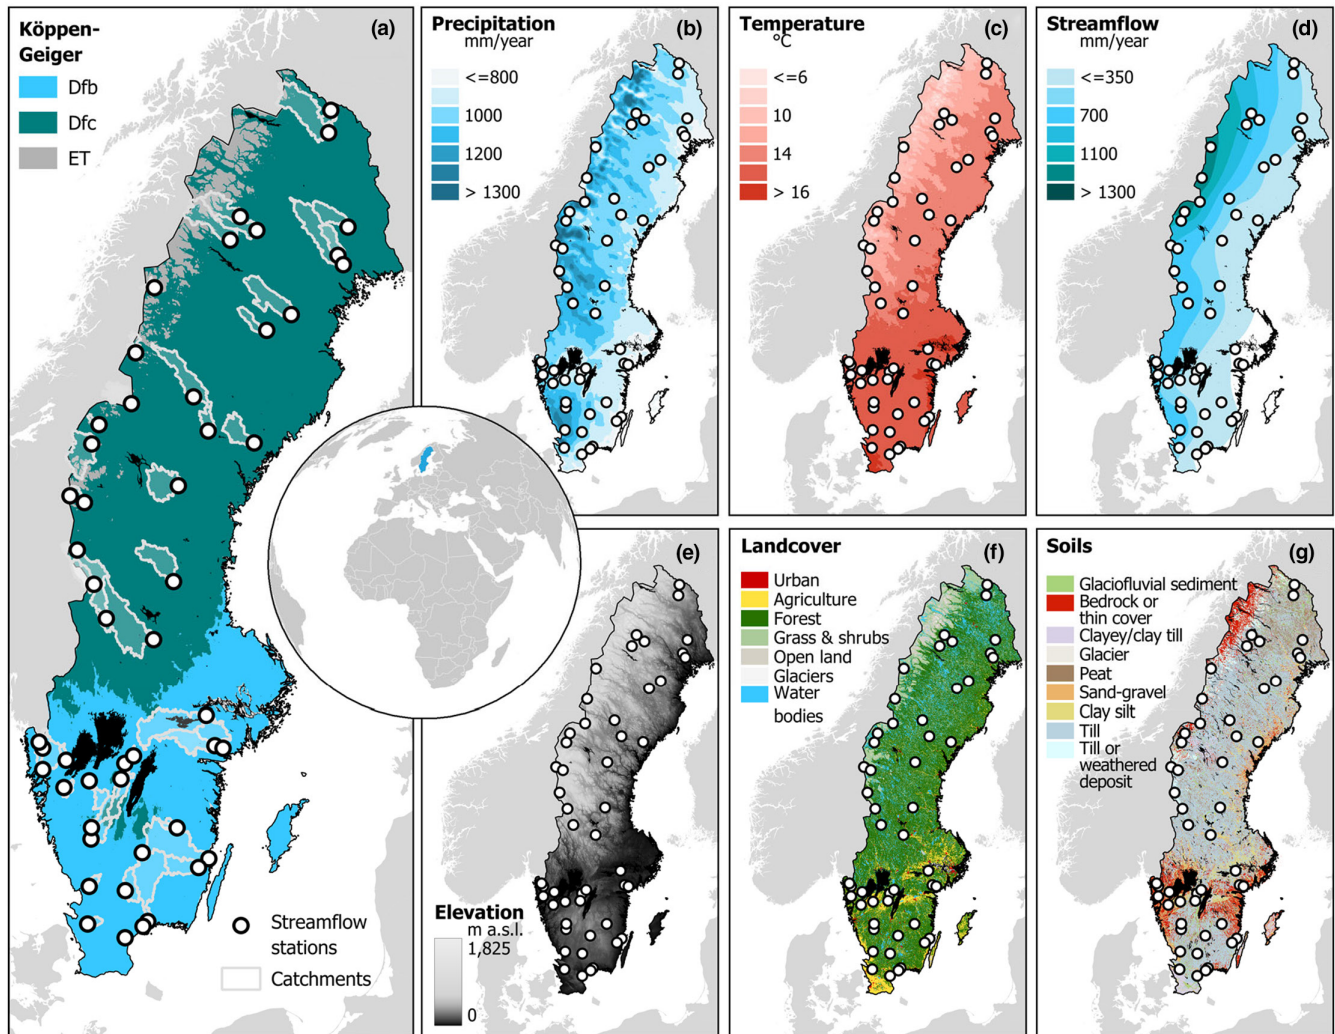 Köppen-
Geiger
(a)
Dfb
Dfc
ET
Streamflow
stations
Catchments
Precipitation
mm/year
(b)
<=800
1000
1200
> 1300
Temperature
°C
(c)
<=6
10
14
> 16
Streamflow
mm/year
(d)
<=350
700
1100
> 1300
(e)
Elevation
m a.s.l.
1,825
0
Landcover
(f)
Urban
Agriculture
Forest
Grass & shrubs
Open land
Glaciers
Water
bodies
Soils
(g)
Glaciofluvial sediment
Bedrock or
thin cover
Clayey/clay till
Glacier
Peat
Sand-gravel
Clay silt
Till
Till or
weathered
deposit